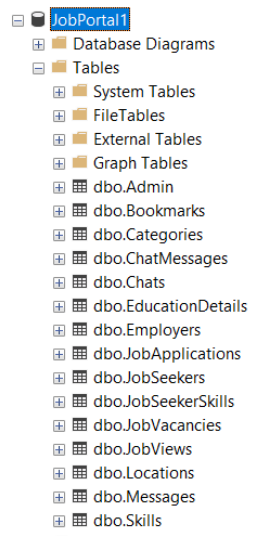 JobPortal1
Database Diagrams
Tables
System Tables
FileTables
External Tables
Graph Tables
dbo.Admin
dbo.Bookmarks
dbo.Categories
dbo.ChatMessages
dbo.Chats
dbo.EducationDetails
dbo.Employers
dbo.JobApplications
dbo.JobSeekers
dbo.JobSeekerSkills
dbo.JobVacancies
dbo.JobViews
dbo.Locations
dbo.Messages
dbo.Skills